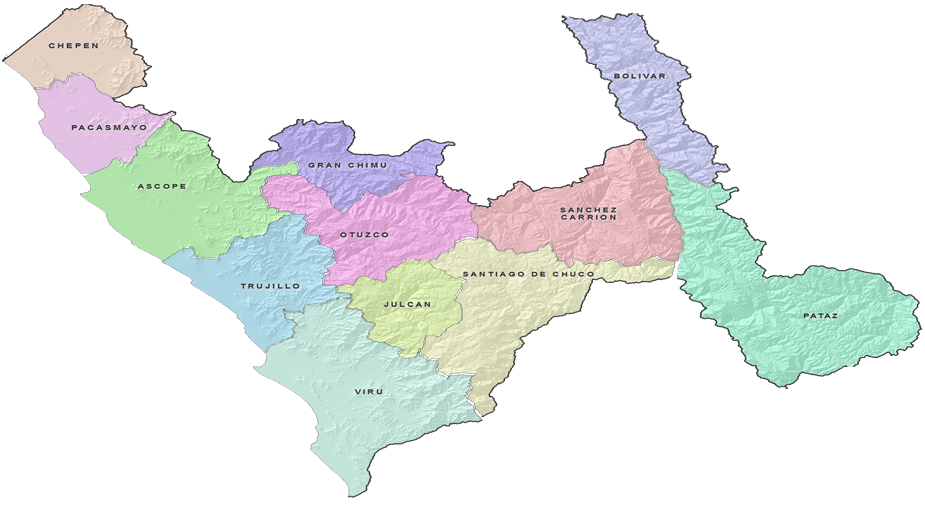 CHEPEN
BOLIVAR
PACASMAYO
GRAN CHIMU
ASCOPE
SANCHEZ
CARRION
OTUZCO
SANTIAGO DE CHUCO
TRUJILLO
JULCAN
PATAZ
VIRU